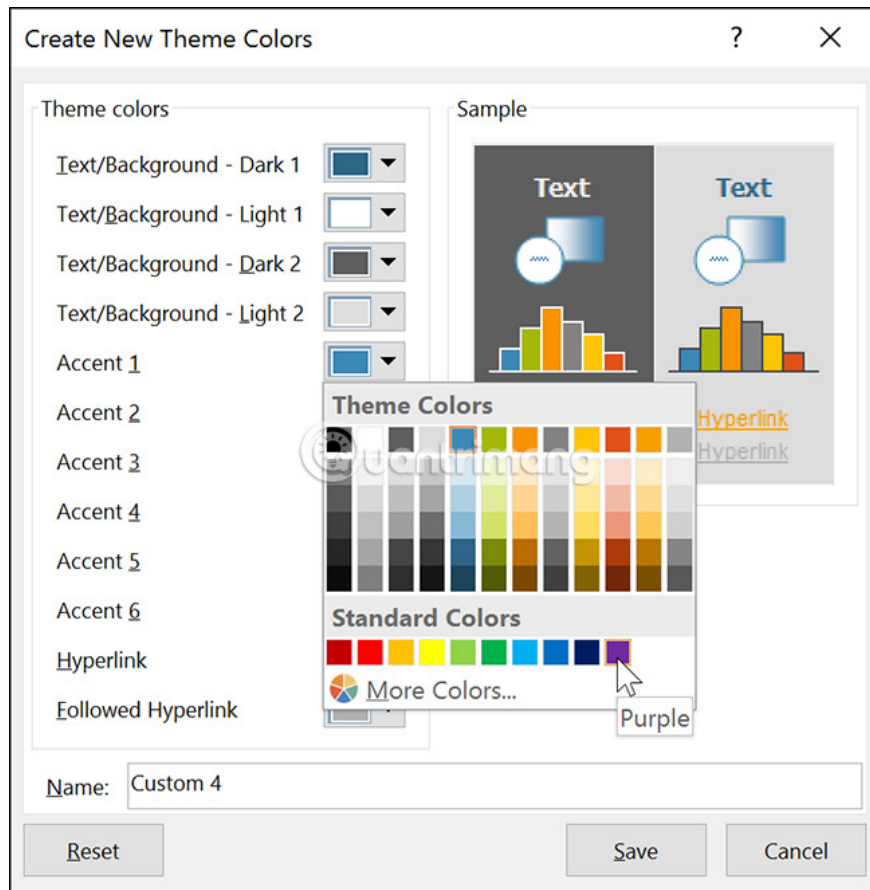 Create New Theme Colors ? X
Theme colors
Text/Background - Dark 1
Text/Background - Light 1
Text/Background - Dark 2
Text/Background - Light 2
Accent 1
Accent 2
Accent 3
Accent 4
Accent 5
Accent 6
Hyperlink
Followed Hyperlink
Sample
Text Text
Hyperlink
Hyperlink
Theme Colors
Quantrimang
Standard Colors
More Colors...
Purple
Name: Custom 4
Reset Save Cancel